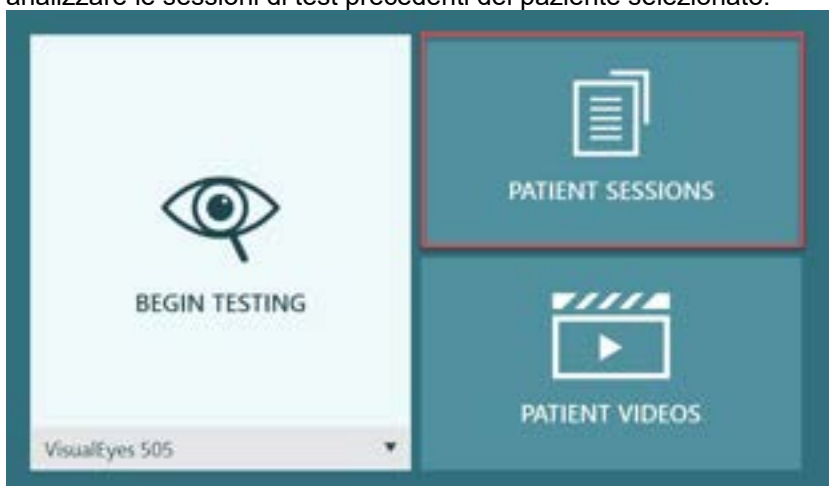 analizzare le sessioni di test precedenti del paziente selezionato.
PATIENT SESSIONS
BEGIN TESTING
PATIENT VIDEOS
VisualEyes 505